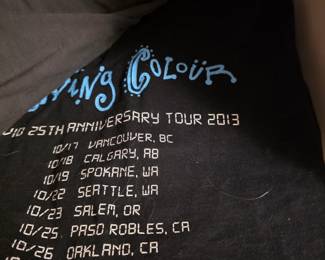 COLOUR
25TH ANNIVERSARY TOUR 2013
10/17 VANCOUVER, BC
10/18 CALGARY, AB
10/19 SPOKANE, WA
10/22 SEATTLE, WA
10/23 SALEM, OR
10/25 PASO ROBLES, CA
10/26 OAKLAND, CA